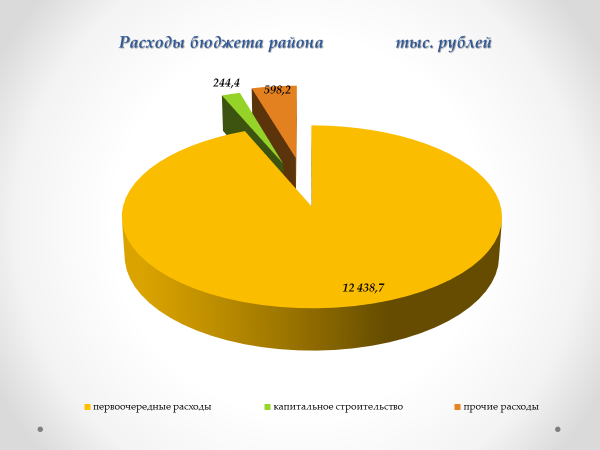 Расходы бюджета района тыс. рублей
244,4
598,2
12 438,7
первоочередные расходы
капитальное строительство
прочие расходы